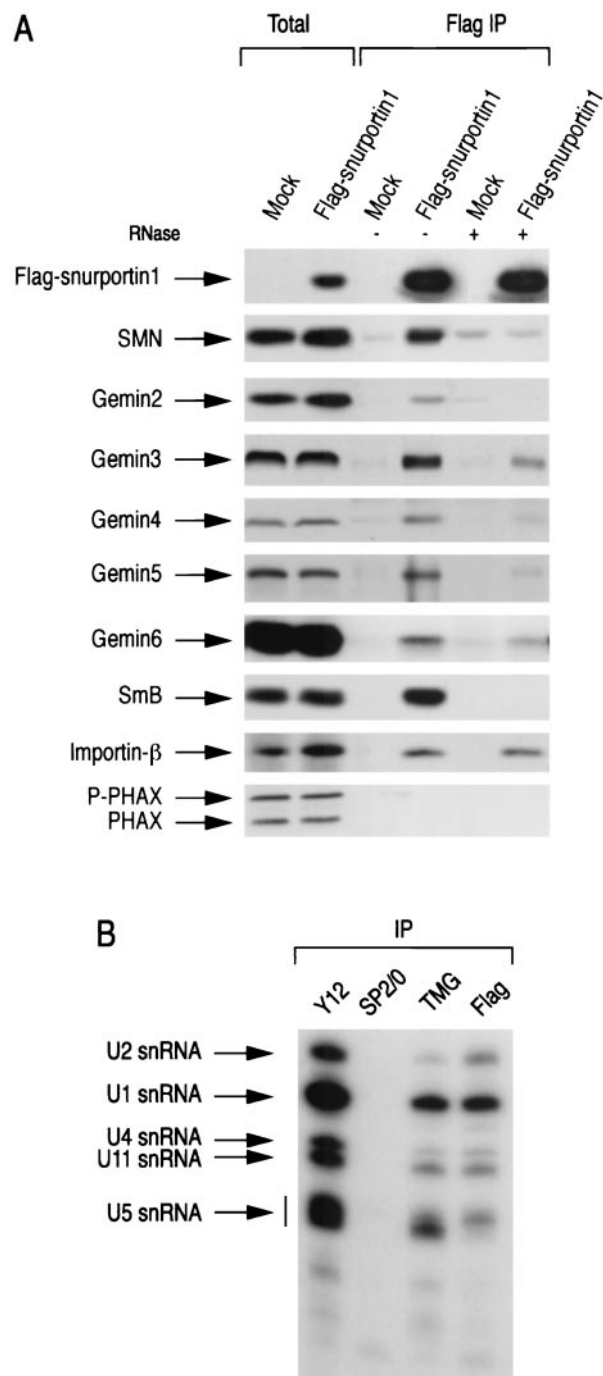 A
Total Flag IP
Mock Flag-snurportin1 Mock Flag-snurportin1 Mock Flag-snurportin1
RNase - - + +
Flag-snurportin1
SMN
Gemin2
Gemin3
Gemin4
Gemin5
Gemin6
SmB
Importin-β
P-PHAX
PHAX
B
IP
Y12 SP2/0 TMG Flag
U2 snRNA
U1 snRNA
U4 snRNA
U11 snRNA
U5 snRNA